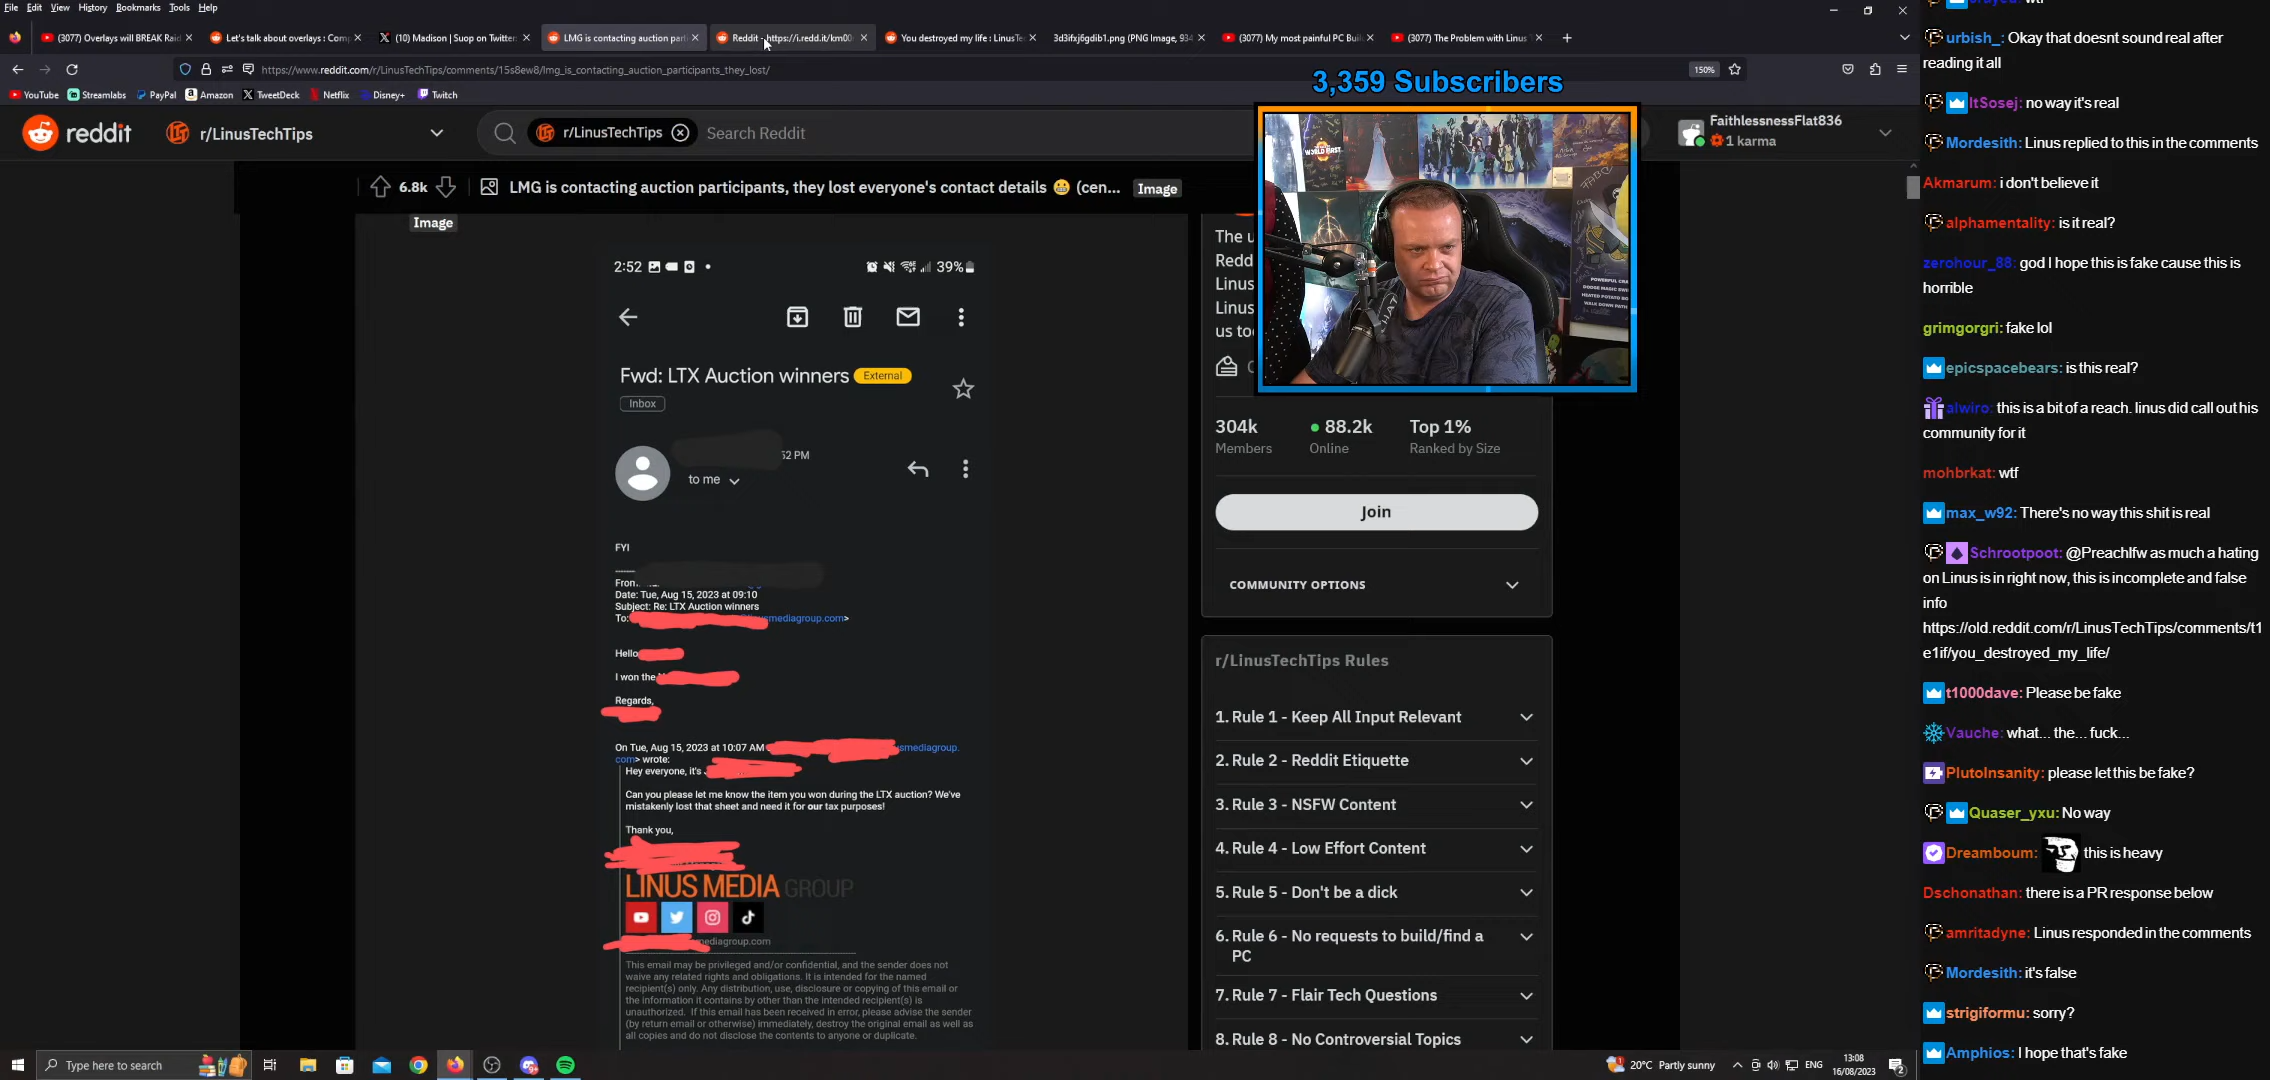 File Edit View History Bookmarks Tools Help
(3077) Overlays will BREAK Raid
Let's talk about overlays : Com
(10) Madison | Suop on Twitter
LMG is contacting auction parti
Reddit - https://i.redd.it/km00
You destroyed my life : LinusTe
3d3ifxjfgdib1.png (PNG Image, 934
(3077) My most painful PC Buil
(3077) The Problem with Linus T
https://www.reddit.com/r/LinusTechTips/comments/15s8ew8/lmg_is_contacting_auction_participants_they_lost/
150%
YouTube Streamlabs PayPal Amazon TweetDeck Netflix Disney+ Twitch
3,359 Subscribers
reddit
r/LinusTechTips
r/LinusTechTips
Search Reddit
FaithlessnessFlat836
1 karma
6.8k
LMG is contacting auction participants, they lost everyone's contact details 😬 (cen...
Image
Image
2:52
39%
Fwd: LTX Auction winners
External
Inbox
52 PM
to me
FYI
From:
Date: Tue, Aug 15, 2023 at 09:10
Subject: Re: LTX Auction winners
To:
smediagroup.com>
Hello
I won the
Regards,
On Tue, Aug 15, 2023 at 10:07 AM
smediagroup.
com> wrote:
Hey everyone, it's
Can you please let me know the item you won during the LTX auction? We've
mistakenly lost that sheet and need it for our tax purposes!
Thank you,
LINUS MEDIA GROUP
mediagroup.com
This email may be privileged and/or confidential, and the sender does not
waive any related rights and obligations. It is intended for the named
recipient(s) only. Any distribution, use, disclosure or copying of this email or
the information it contains by other than the intended recipient(s) is
unauthorized. If this email has been received in error, please advise the sender
(by return email or otherwise) immediately, destroy the original email as well as
all copies and do not disclose the contents to anyone or duplicate.
The u
Redd
Linus
Linus
us too
304k
Members
88.2k
Online
Top 1%
Ranked by Size
Join
COMMUNITY OPTIONS
r/LinusTechTips Rules
1. Rule 1 - Keep All Input Relevant
2. Rule 2 - Reddit Etiquette
3. Rule 3 - NSFW Content
4. Rule 4 - Low Effort Content
5. Rule 5 - Don't be a dick
6. Rule 6 - No requests to build/find a
PC
7. Rule 7 - Flair Tech Questions
8. Rule 8 - No Controversial Topics
urbish_: Okay that doesnt sound real after
reading it all
ItSosej: no way it's real
Mordesith: Linus replied to this in the comments
Akmarum: i don't believe it
alphamentality: is it real?
zerohour_88: god I hope this is fake cause this is
horrible
grimgorgri: fake lol
epicspacebears: is this real?
alwiro: this is a bit of a reach. linus did call out his
community for it
mohbrkat: wtf
max_w92: There's no way this shit is real
Schrootpoot: @Preachlfw as much a hating
on Linus is in right now, this is incomplete and false
info
https://old.reddit.com/r/LinusTechTips/comments/t1
e1if/you_destroyed_my_life/
t1000dave: Please be fake
Vauche: what... the... fuck...
PlutoInsanity: please let this be fake?
Quaser_yxu: No way
Dreamboum: this is heavy
Dschonathan: there is a PR response below
amritadyne: Linus responded in the comments
Mordesith: it's false
strigiformu: sorry?
Amphios: I hope that's fake
Type here to search
20°C Partly sunny
ENG
13:08
16/08/2023